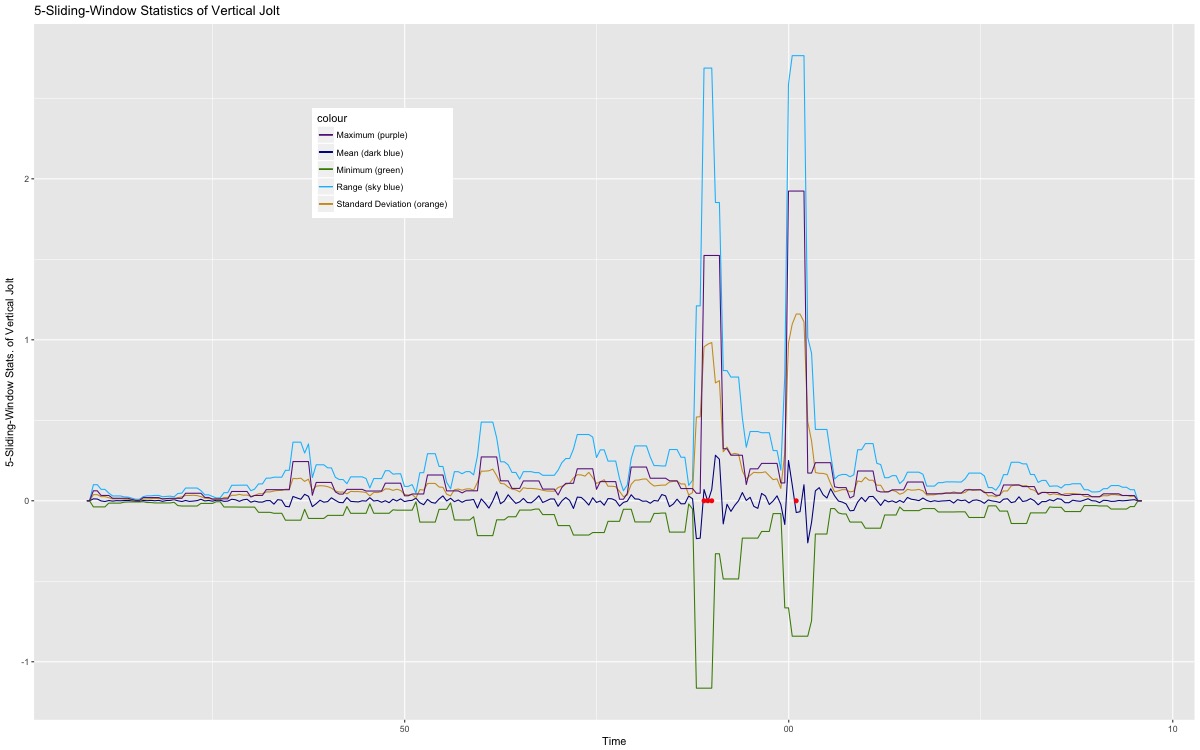 5-Sliding-Window Statistics of Vertical Jolt
5-Sliding-Window Stats. of Vertical Jolt
2
1
0
-1
colour
Maximum (purple)
Mean (dark blue)
Minimum (green)
Range (sky blue)
Standard Deviation (orange)
50
00
10
Time